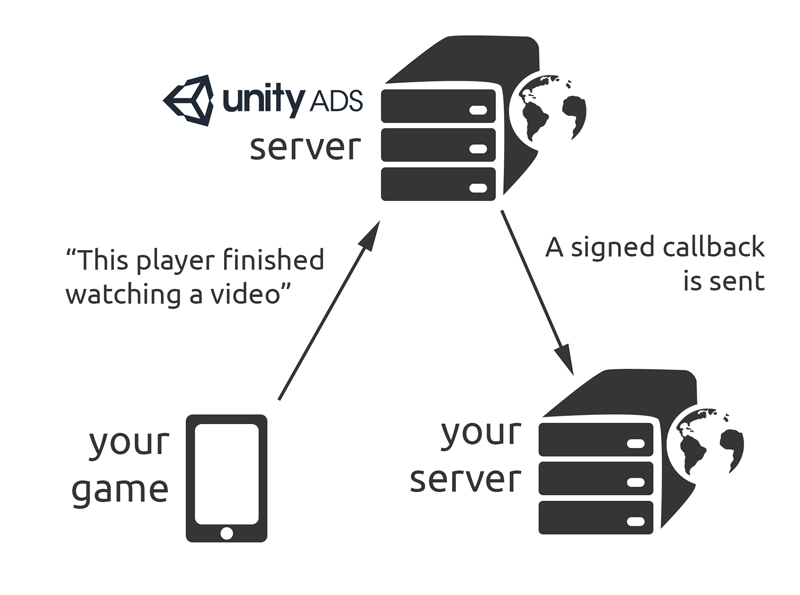 unity ADS
server
“This player finished
watching a video”
A signed callback
is sent
your
game
your
server